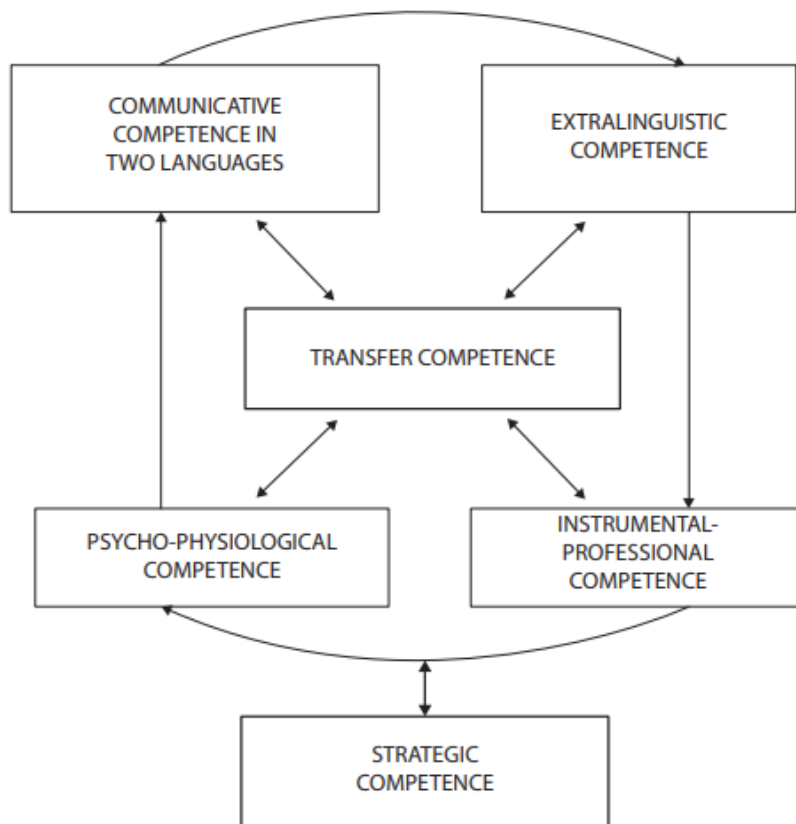 COMMUNICATIVE
COMPETENCE IN
TWO LANGUAGES
EXTRALINGUISTIC
COMPETENCE
TRANSFER COMPETENCE
PSYCHO-PHYSIOLOGICAL
COMPETENCE
INSTRUMENTAL-
PROFESSIONAL
COMPETENCE
STRATEGIC
COMPETENCE